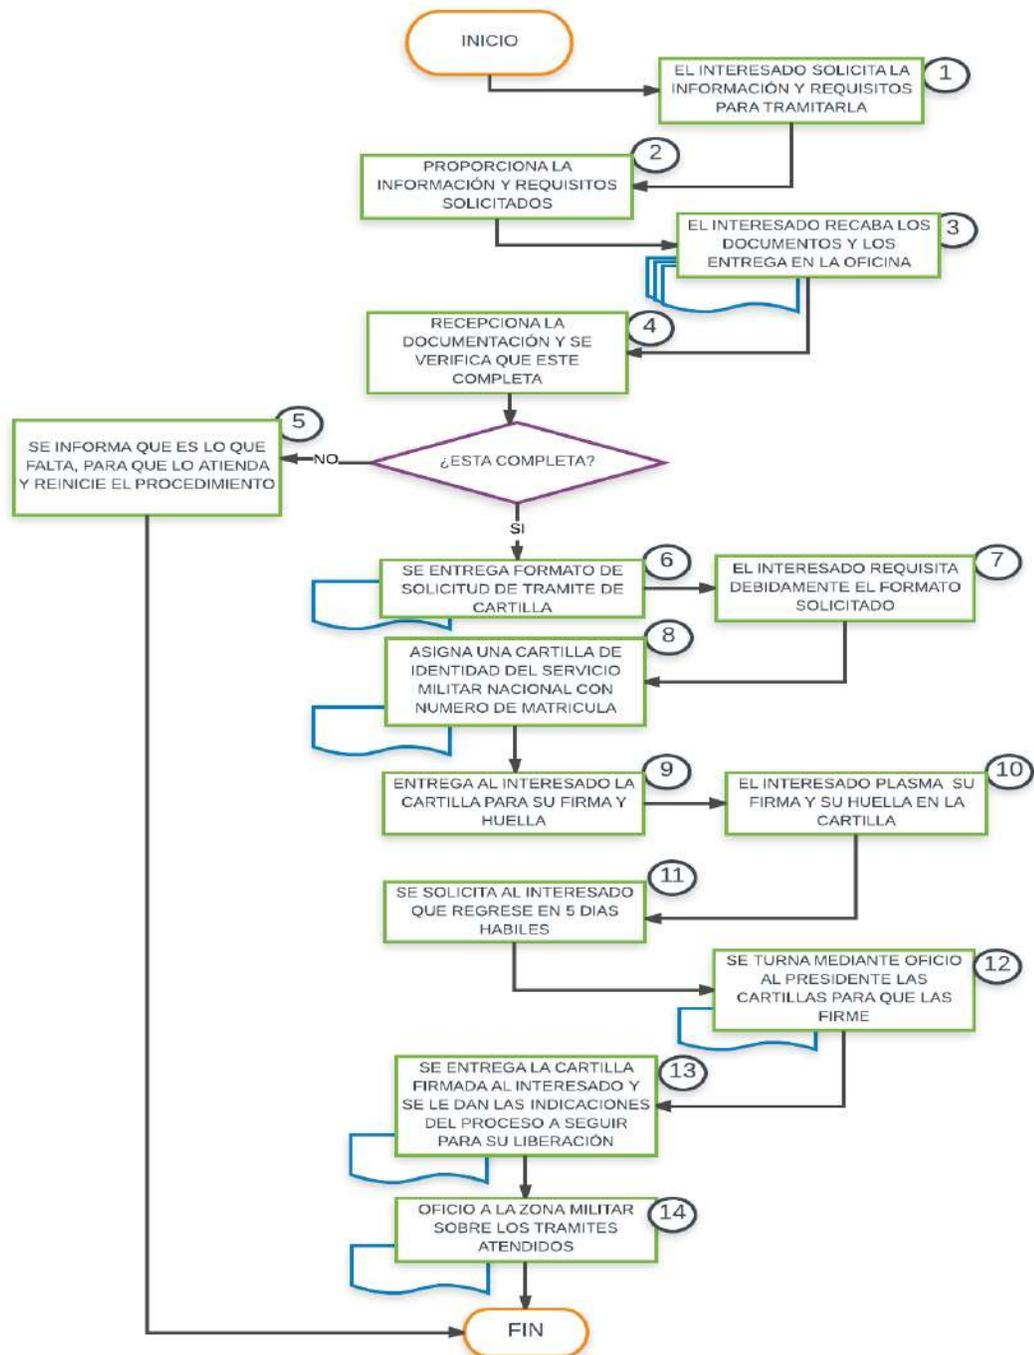 INICIO
1
EL INTERESADO SOLICITA LA
INFORMACIÓN Y REQUISITOS
PARA TRAMITARLA
2
PROPORCIONA LA
INFORMACIÓN Y REQUISITOS
SOLICITADOS
3
EL INTERESADO RECABA LOS
DOCUMENTOS Y LOS
ENTREGA EN LA OFICINA
4
RECEPCIONA LA
DOCUMENTACIÓN Y SE
VERIFICA QUE ESTE
COMPLETA
5
SE INFORMA QUE ES LO QUE
FALTA, PARA QUE LO ATIENDA
Y REINICIE EL PROCEDIMIENTO
NO
¿ESTA COMPLETA?
SI
6
SE ENTREGA FORMATO DE
SOLICITUD DE TRAMITE DE
CARTILLA
7
EL INTERESADO REQUISITA
DEBIDAMENTE EL FORMATO
SOLICITADO
8
ASIGNA UNA CARTILLA DE
IDENTIDAD DEL SERVICIO
MILITAR NACIONAL CON
NUMERO DE MATRICULA
9
ENTREGA AL INTERESADO LA
CARTILLA PARA SU FIRMA Y
HUELLA
10
EL INTERESADO PLASMA SU
FIRMA Y SU HUELLA EN LA
CARTILLA
11
SE SOLICITA AL INTERESADO
QUE REGRESE EN 5 DIAS
HABILES
12
SE TURNA MEDIANTE OFICIO
AL PRESIDENTE LAS
CARTILLAS PARA QUE LAS
FIRME
13
SE ENTREGA LA CARTILLA
FIRMADA AL INTERESADO Y
SE LE DAN LAS INDICACIONES
DEL PROCESO A SEGUIR
PARA SU LIBERACIÓN
14
OFICIO A LA ZONA MILITAR
SOBRE LOS TRAMITES
ATENDIDOS
FIN